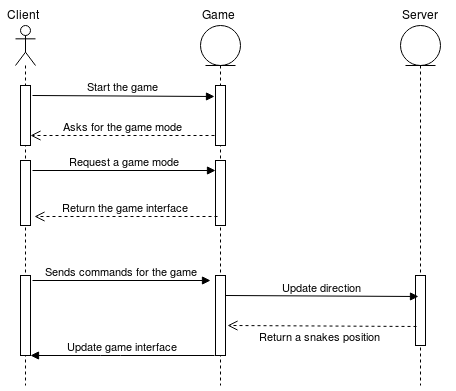 Client
Game
Server
Start the game
Asks for the game mode
Request a game mode
Return the game interface
Sends commands for the game
Update direction
Return a snakes position
Update game interface